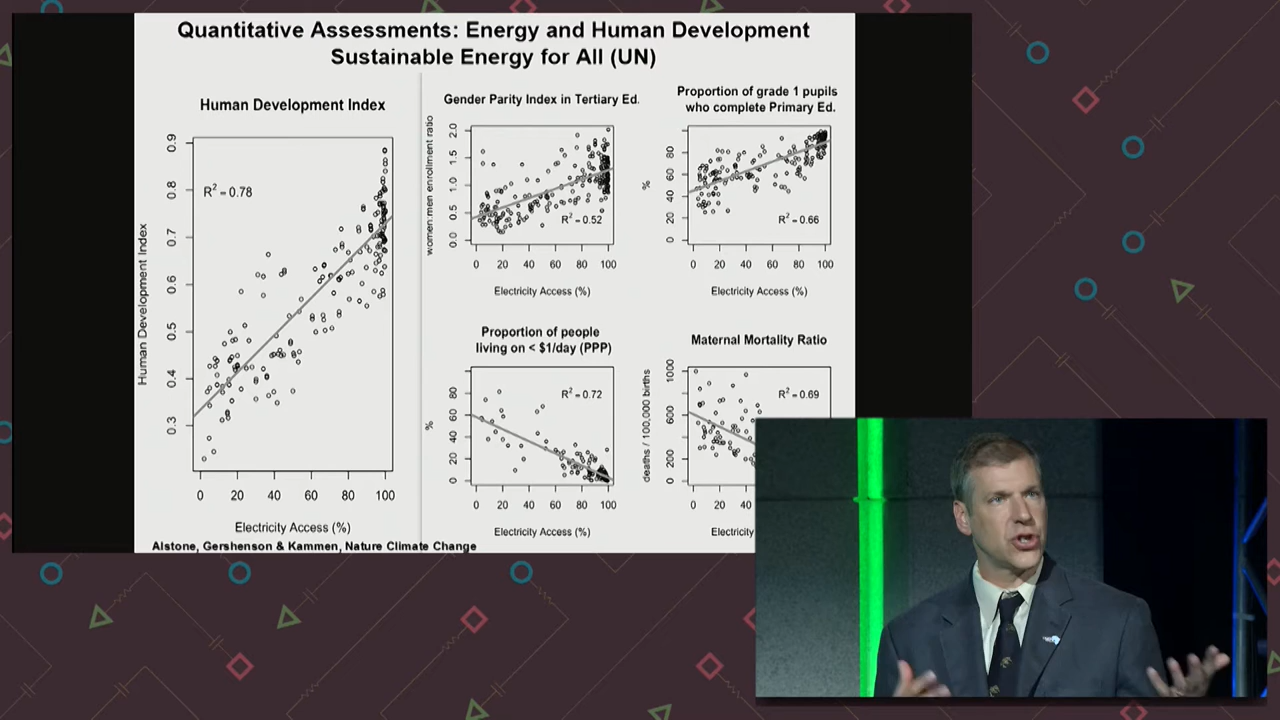 Quantitative Assessments: Energy and Human Development
Sustainable Energy for All (UN)
Human Development Index
Human Development Index
0.9
0.8
0.7
0.6
0.5
0.4
0.3
R² = 0.78
0 20 40 60 80 100
Electricity Access (%)
Gender Parity Index in Tertiary Ed.
women:men enrollment ratio
2.0
1.5
1.0
0.5
0.0
R² = 0.52
0 20 40 60 80 100
Electricity Access (%)
Proportion of grade 1 pupils
who complete Primary Ed.
%
80
60
40
20
0
R² = 0.66
0 20 40 60 80 100
Electricity Access (%)
Proportion of people
living on < $1/day (PPP)
%
80
60
40
20
0
R² = 0.72
0 20 40 60 80 100
Electricity Access (%)
Maternal Mortality Ratio
deaths / 100,000 births
1000
600
200
0
R² = 0.69
0 20 40
Electricity
Alstone, Gershenson & Kammen, Nature Climate Change